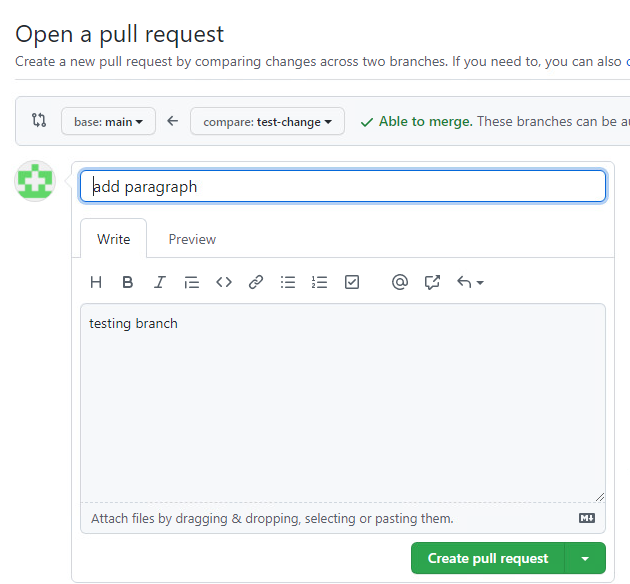 Open a pull request
Create a new pull request by comparing changes across two branches. If you need to, you can also
base: main ← compare: test-change ✓ Able to merge. These branches can be au
add paragraph
Write Preview
testing branch
Attach files by dragging & dropping, selecting or pasting them.
Create pull request